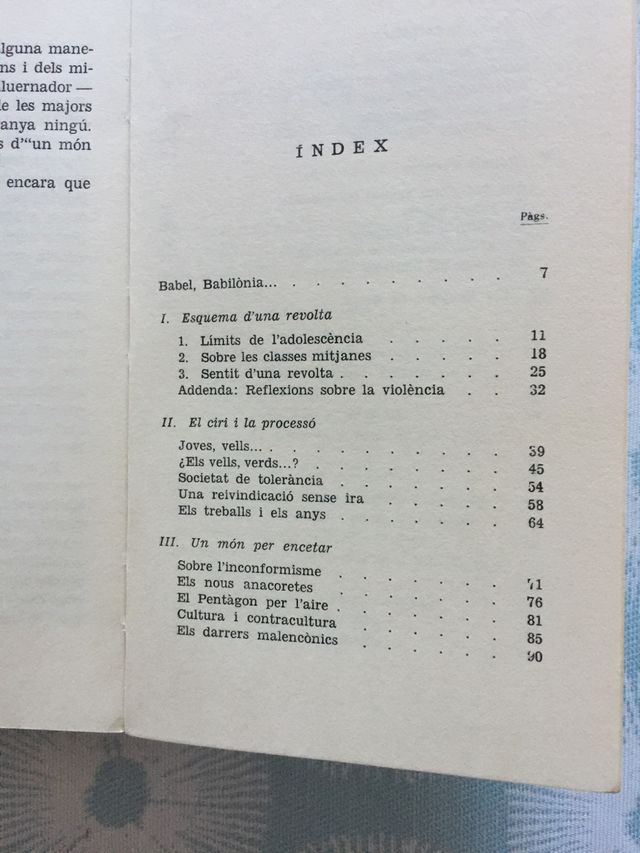 lguna mane-
ns i dels mi-
luernador —
e les majors
anya ningú.
s d'“un món
encara que
ÍNDEX
Pàgs.
Babel, Babilònia... . . . . . . . . . 7
I. Esquema d'una revolta
1. Límits de l'adolescència . . . . . 11
2. Sobre les classes mitjanes . . . . . 18
3. Sentit d'una revolta . . . . . . . 25
Addenda: Reflexions sobre la violència . . 32
II. El ciri i la processó
Joves, vells... . . . . . . . . . 39
¿Els vells, verds...? . . . . . . . . 45
Societat de tolerància . . . . . . . 54
Una reivindicació sense ira . . . . . 58
Els treballs i els anys . . . . . . . 64
III. Un món per encetar
Sobre l'inconformisme . . . . . . . 71
Els nous anacoretes . . . . . . . 76
El Pentàgon per l'aire . . . . . . . 81
Cultura i contracultura . . . . . . 85
Els darrers malencònics . . . . . . 90